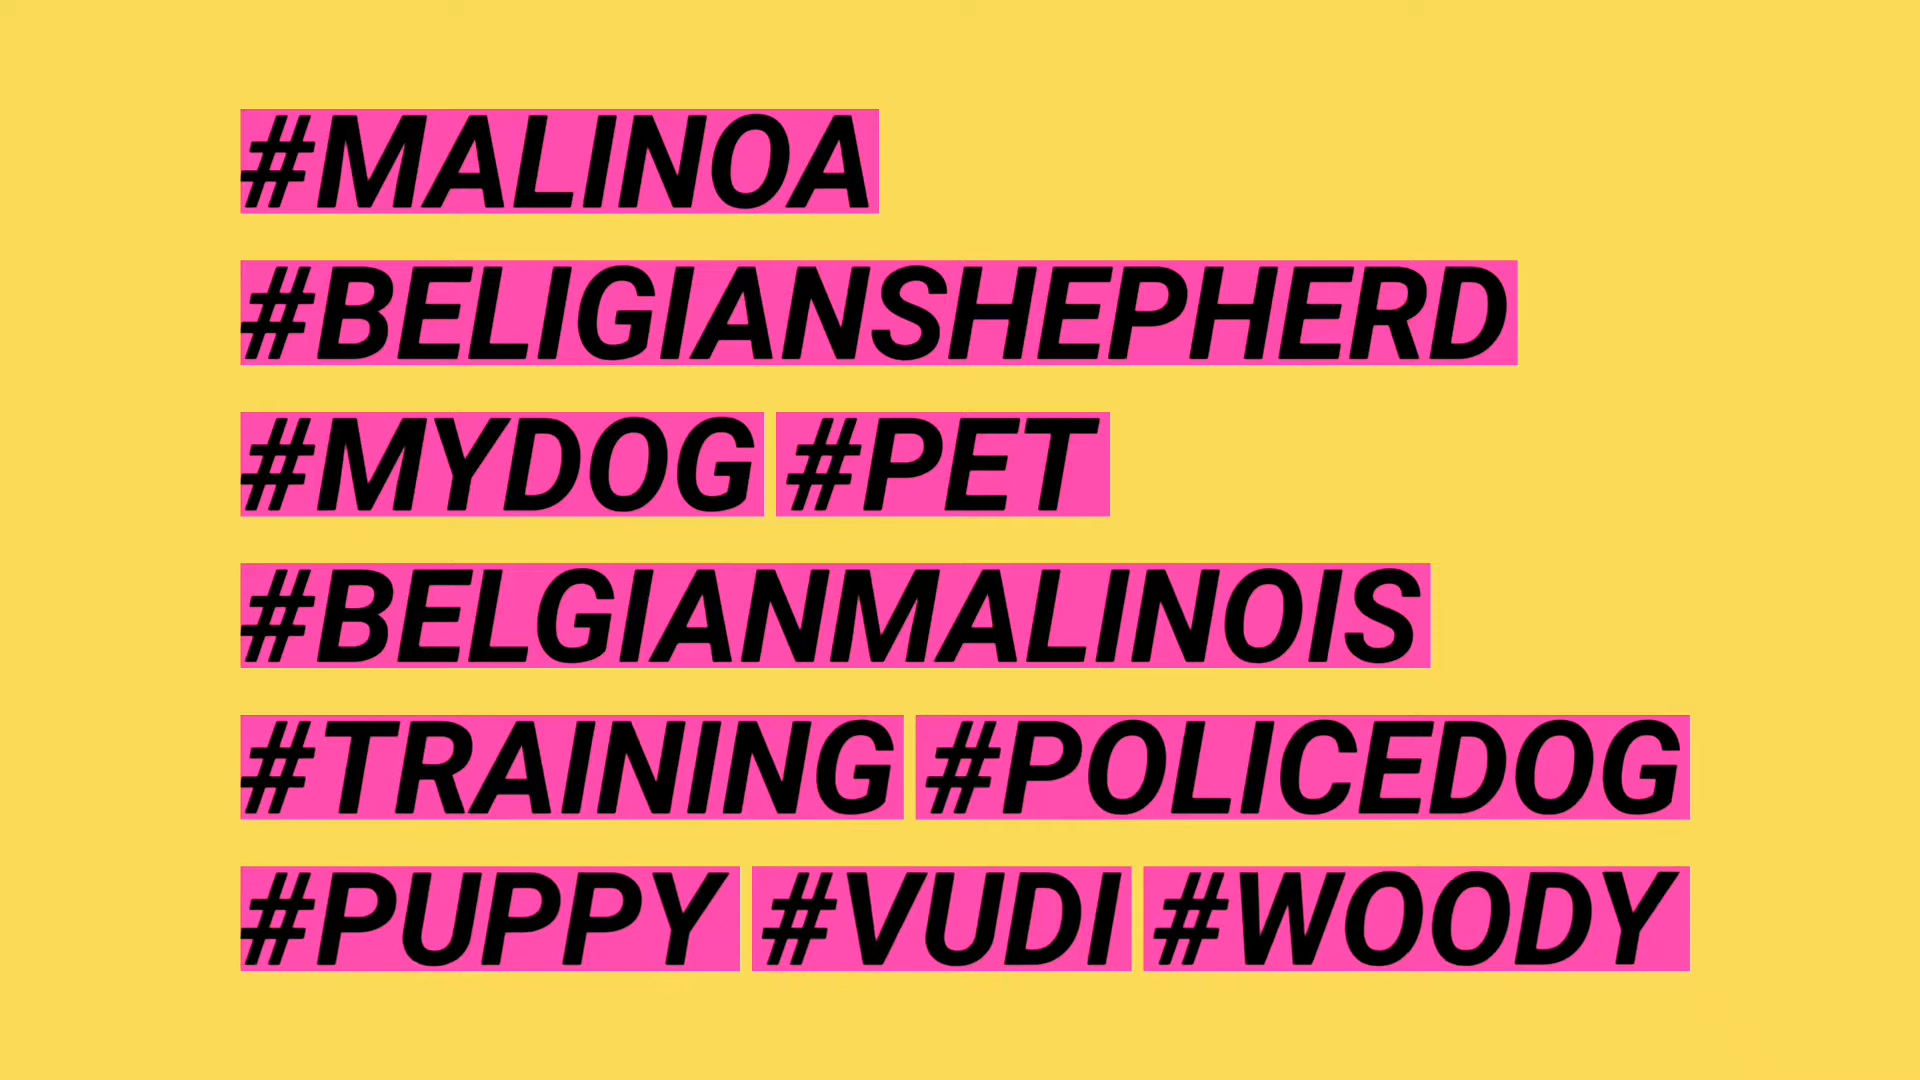 #MALINOA
#BELIGIANSHEPHERD
#MYDOG #PET
#BELGIANMALINOIS
#TRAINING #POLICEDOG
#PUPPY #VUDI #WOODY